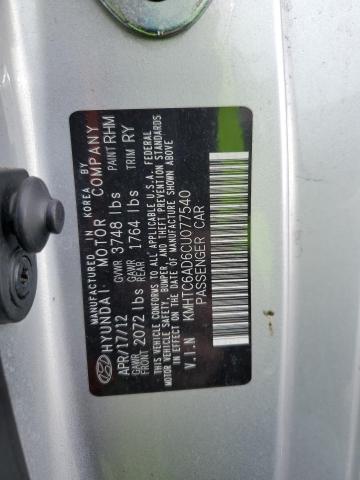 MANUFACTURED IN KOREA BY
HYUNDAI MOTOR COMPANY
APR/17/12 GVWR 3748 lbs PAINT RHM
GAWR FRONT 2072 lbs GAWR REAR 1764 lbs TRIM RY
THIS VEHICLE CONFORMS TO ALL APPLICABLE U.S.A. FEDERAL
MOTOR VEHICLE SAFETY, BUMPER, AND THEFT PREVENTION
STANDARDS IN EFFECT ON THE DATE OF MANUFACTURE SHOWN ABOVE
V.I.N KMHTC6AD6CU077540
PASSENGER CAR